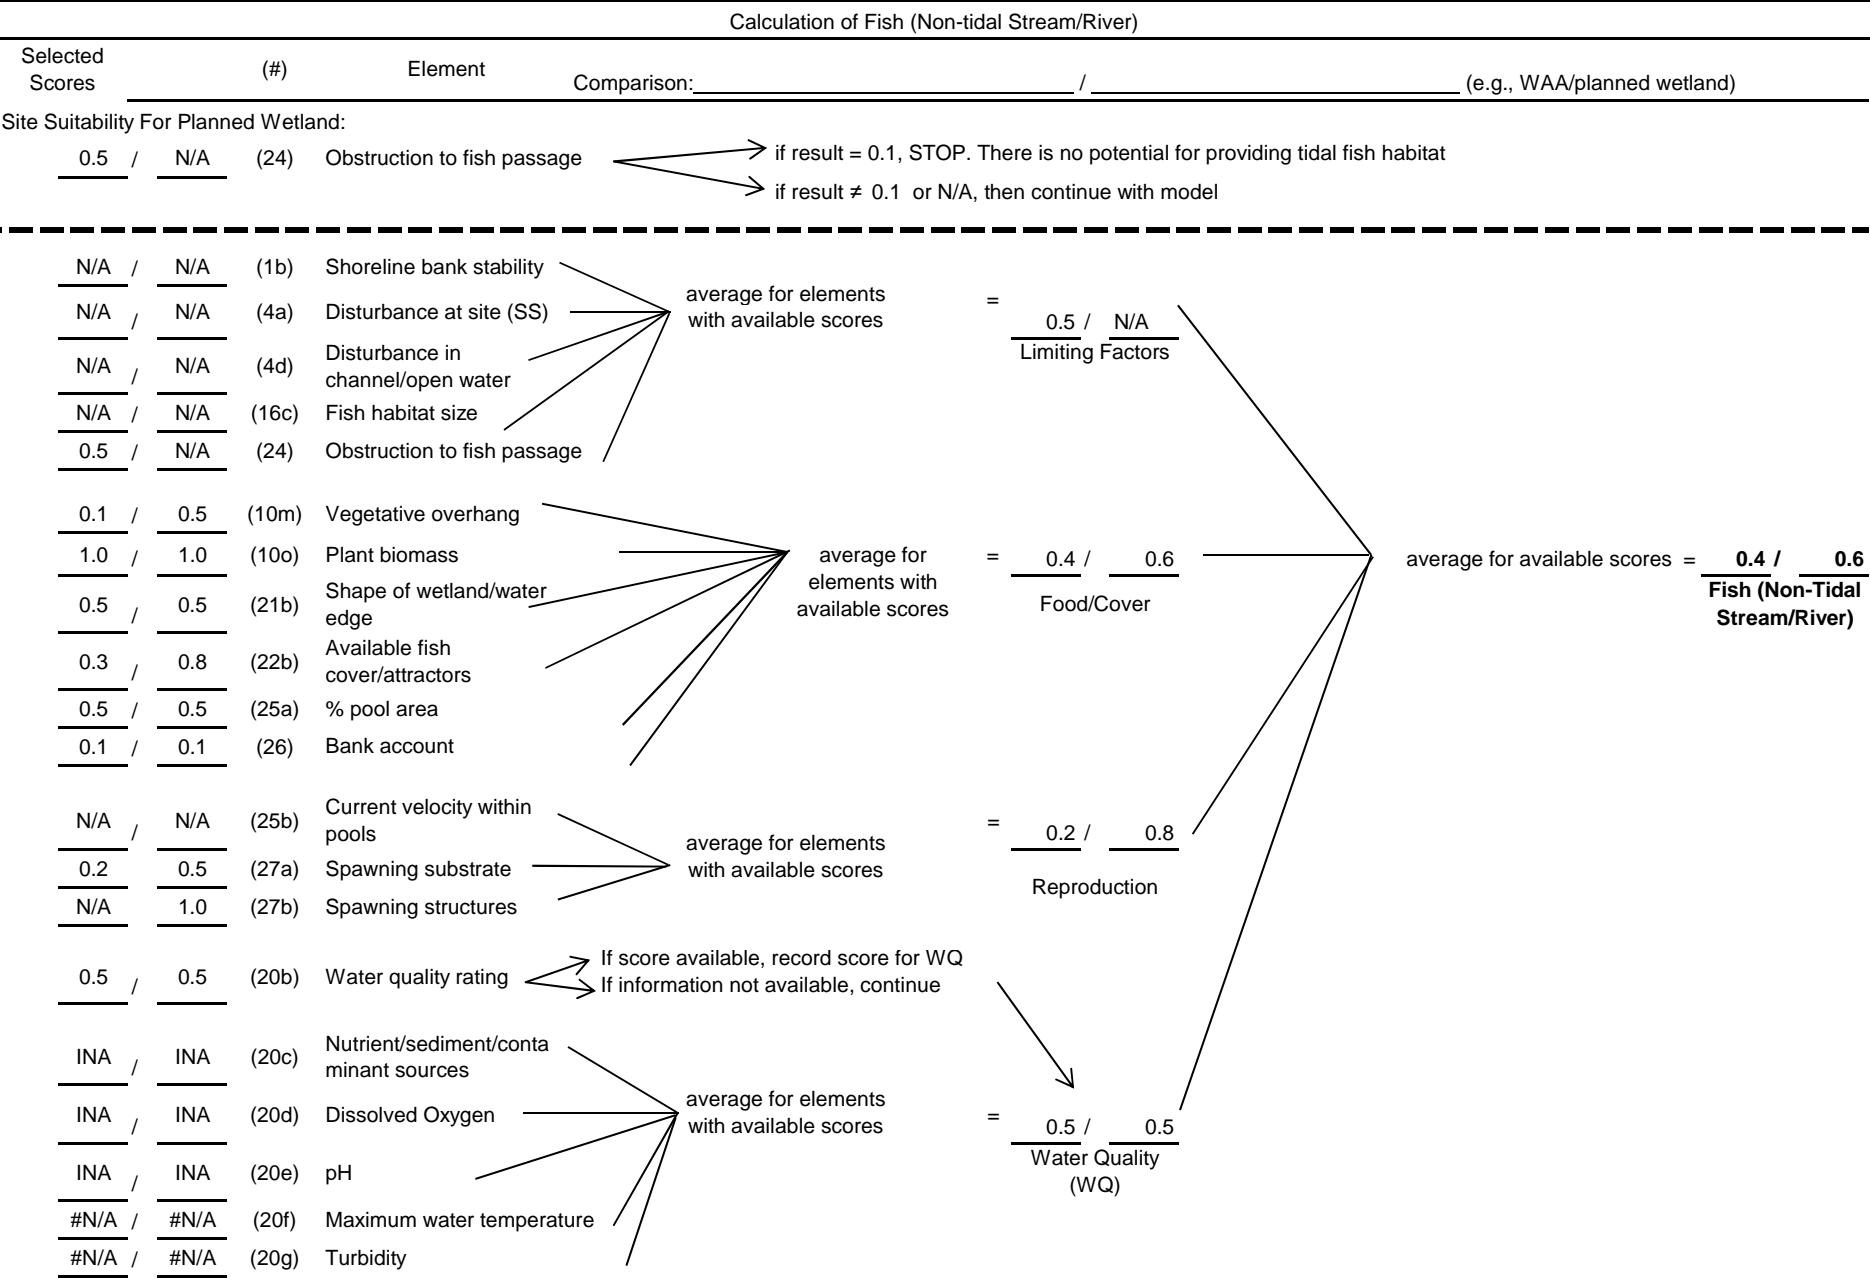 Calculation of Fish (Non-tidal Stream/River)
Selected Scores (#) Element Comparison: / (e.g., WAA/planned wetland)
Site Suitability For Planned Wetland:
0.5 / N/A (24) Obstruction to fish passage
if result = 0.1, STOP. There is no potential for providing tidal fish habitat
if result ≠ 0.1 or N/A, then continue with model
N/A / N/A (1b) Shoreline bank stability
N/A / N/A (4a) Disturbance at site (SS)
N/A / N/A (4d) Disturbance in
channel/open water
N/A / N/A (16c) Fish habitat size
0.5 / N/A (24) Obstruction to fish passage
average for elements
with available scores
= 0.5 / N/A
Limiting Factors
0.1 / 0.5 (10m) Vegetative overhang
1.0 / 1.0 (10o) Plant biomass
0.5 / 0.5 (21b) Shape of wetland/water
edge
0.3 / 0.8 (22b) Available fish
cover/attractors
0.5 / 0.5 (25a) % pool area
0.1 / 0.1 (26) Bank account
average for
elements with
available scores
= 0.4 / 0.6
Food/Cover
average for available scores = 0.4 / 0.6
Fish (Non-Tidal
Stream/River)
N/A / N/A (25b) Current velocity within
pools
0.2 0.5 (27a) Spawning substrate
N/A 1.0 (27b) Spawning structures
average for elements
with available scores
= 0.2 / 0.8
Reproduction
0.5 / 0.5 (20b) Water quality rating
If score available, record score for WQ
If information not available, continue
INA / INA (20c) Nutrient/sediment/conta
minant sources
INA / INA (20d) Dissolved Oxygen
INA / INA (20e) pH
#N/A / #N/A (20f) Maximum water temperature
#N/A / #N/A (20g) Turbidity
average for elements
with available scores
= 0.5 / 0.5
Water Quality
(WQ)